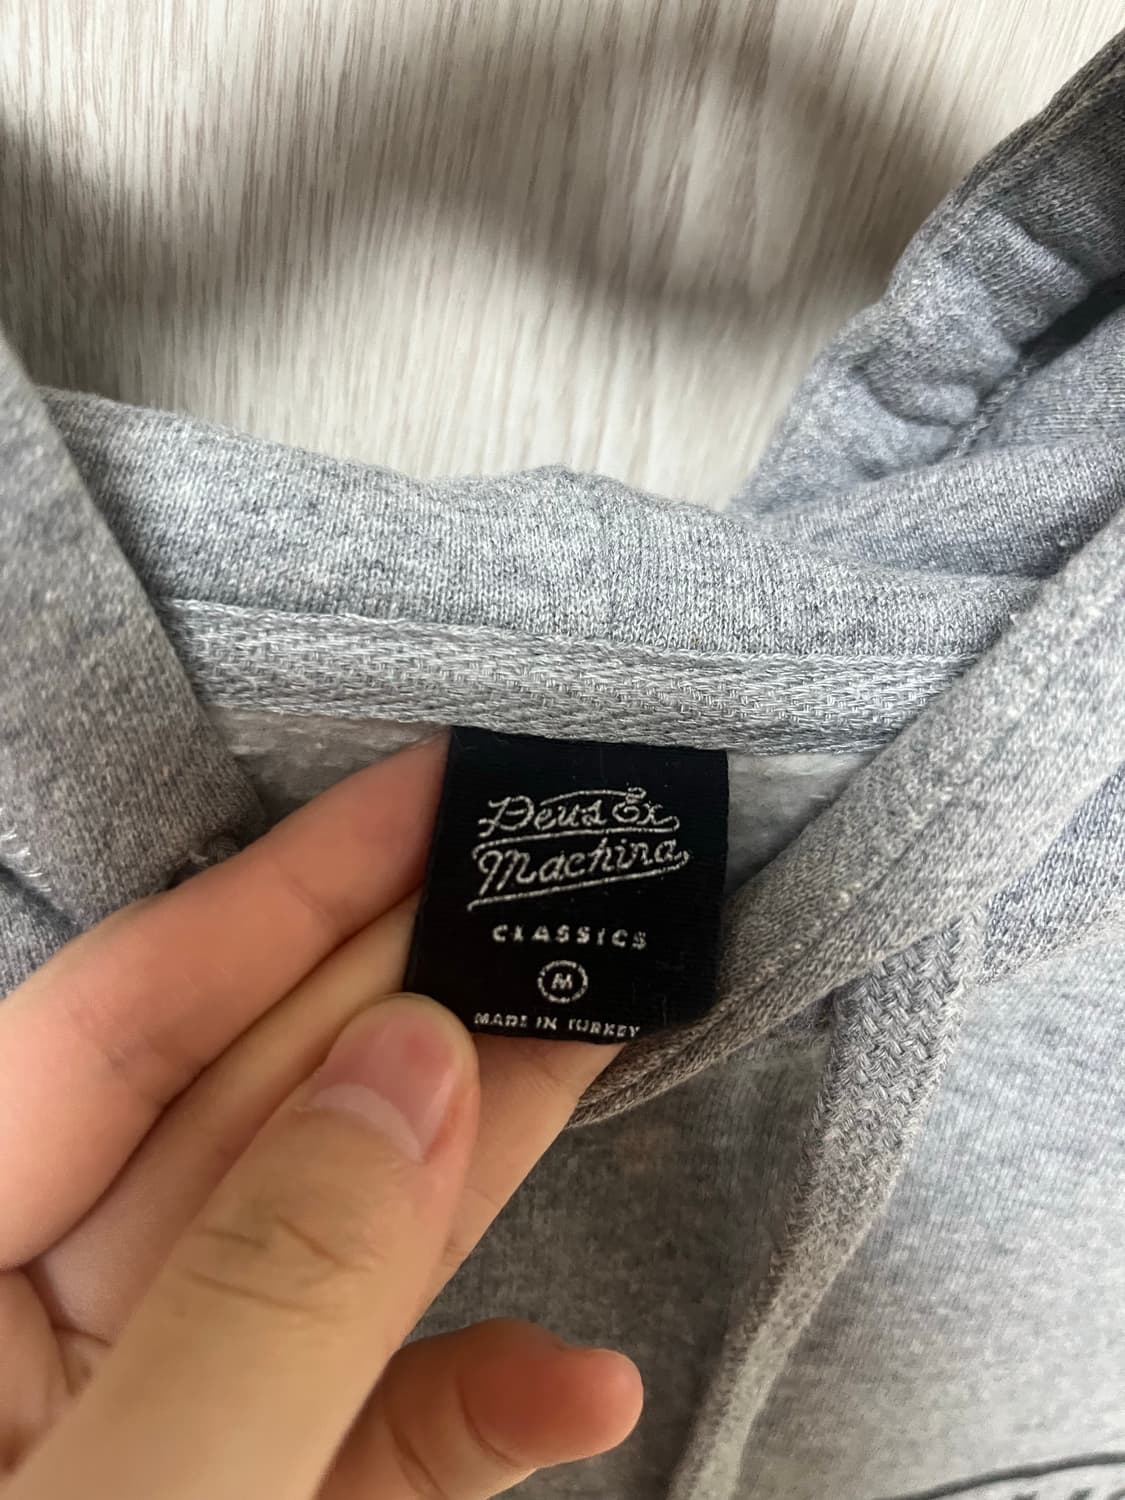 Deus Ex
Machina
CLASSICS
M
MADE IN TURKEY